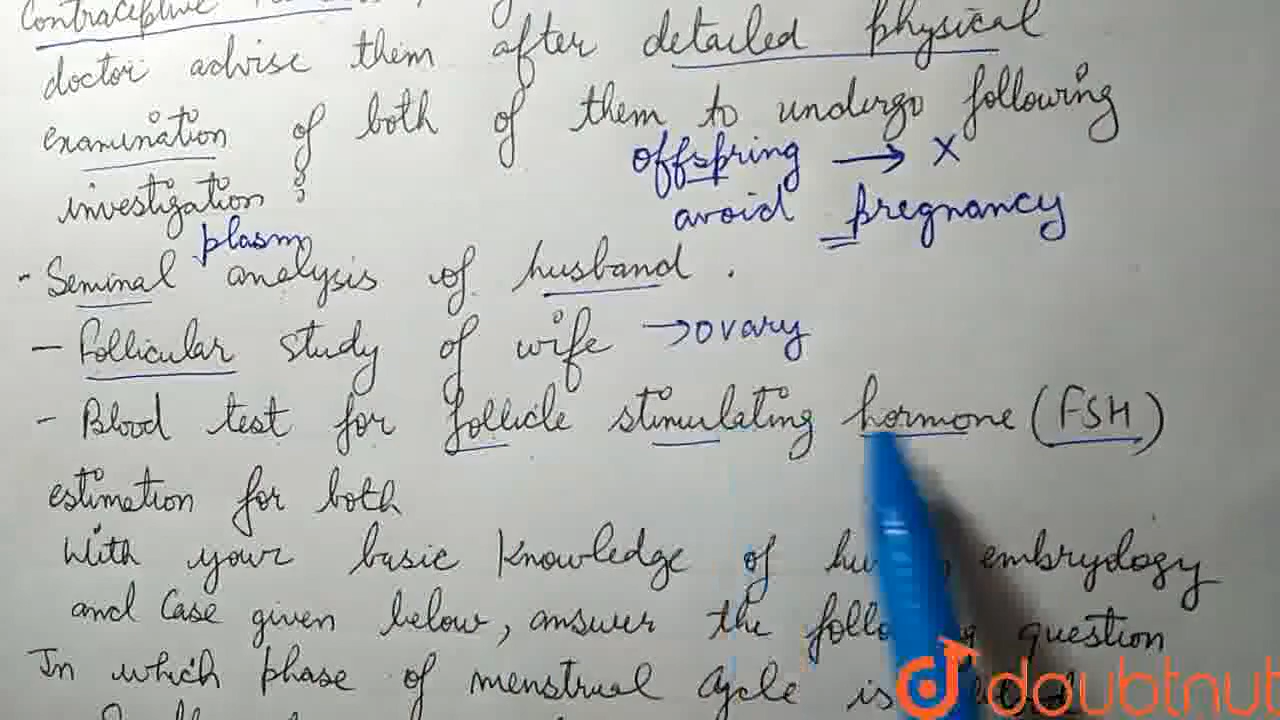 Contraceptive
doctor advise them after detailed physical
examination of both of them to undergo following
investigation :
offspring → X
avoid pregnancy
plasm
- Seminal analysis of husband .
- Follicular study of wife → ovary
- Blood test for follicle stimulating hormone (FSH)
estimation for both
With your basic knowledge of embryology
and case given below, answer the question
In which phase of menstrual cycle is
doubtnut